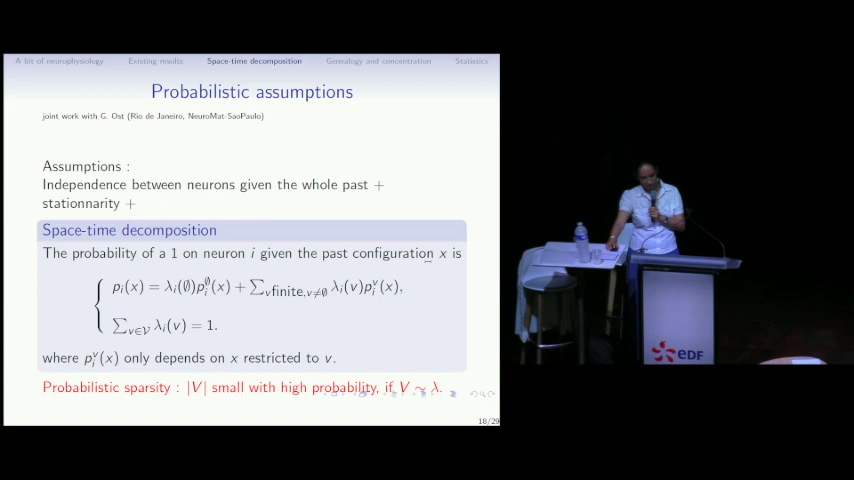 A bit of neurophysiology Existing results Space-time decomposition Genealogy and concentration Statistics
Probabilistic assumptions
joint work with G. Ost (Rio de Janeiro, NeuroMat-SaoPaulo)
Assumptions :
Independence between neurons given the whole past +
stationnarity +
Space-time decomposition
The probability of a 1 on neuron i given the past configuration x is
p_i(x) = λ_i(∅)p_i^∅(x) + ∑_{v finite, v≠∅} λ_i(v)p_i^v(x),
∑_{v∈𝒱} λ_i(v) = 1.
where p_i^v(x) only depends on x restricted to v.
Probabilistic sparsity : |V| small with high probability, if V ∼ λ.
18/29
eDF